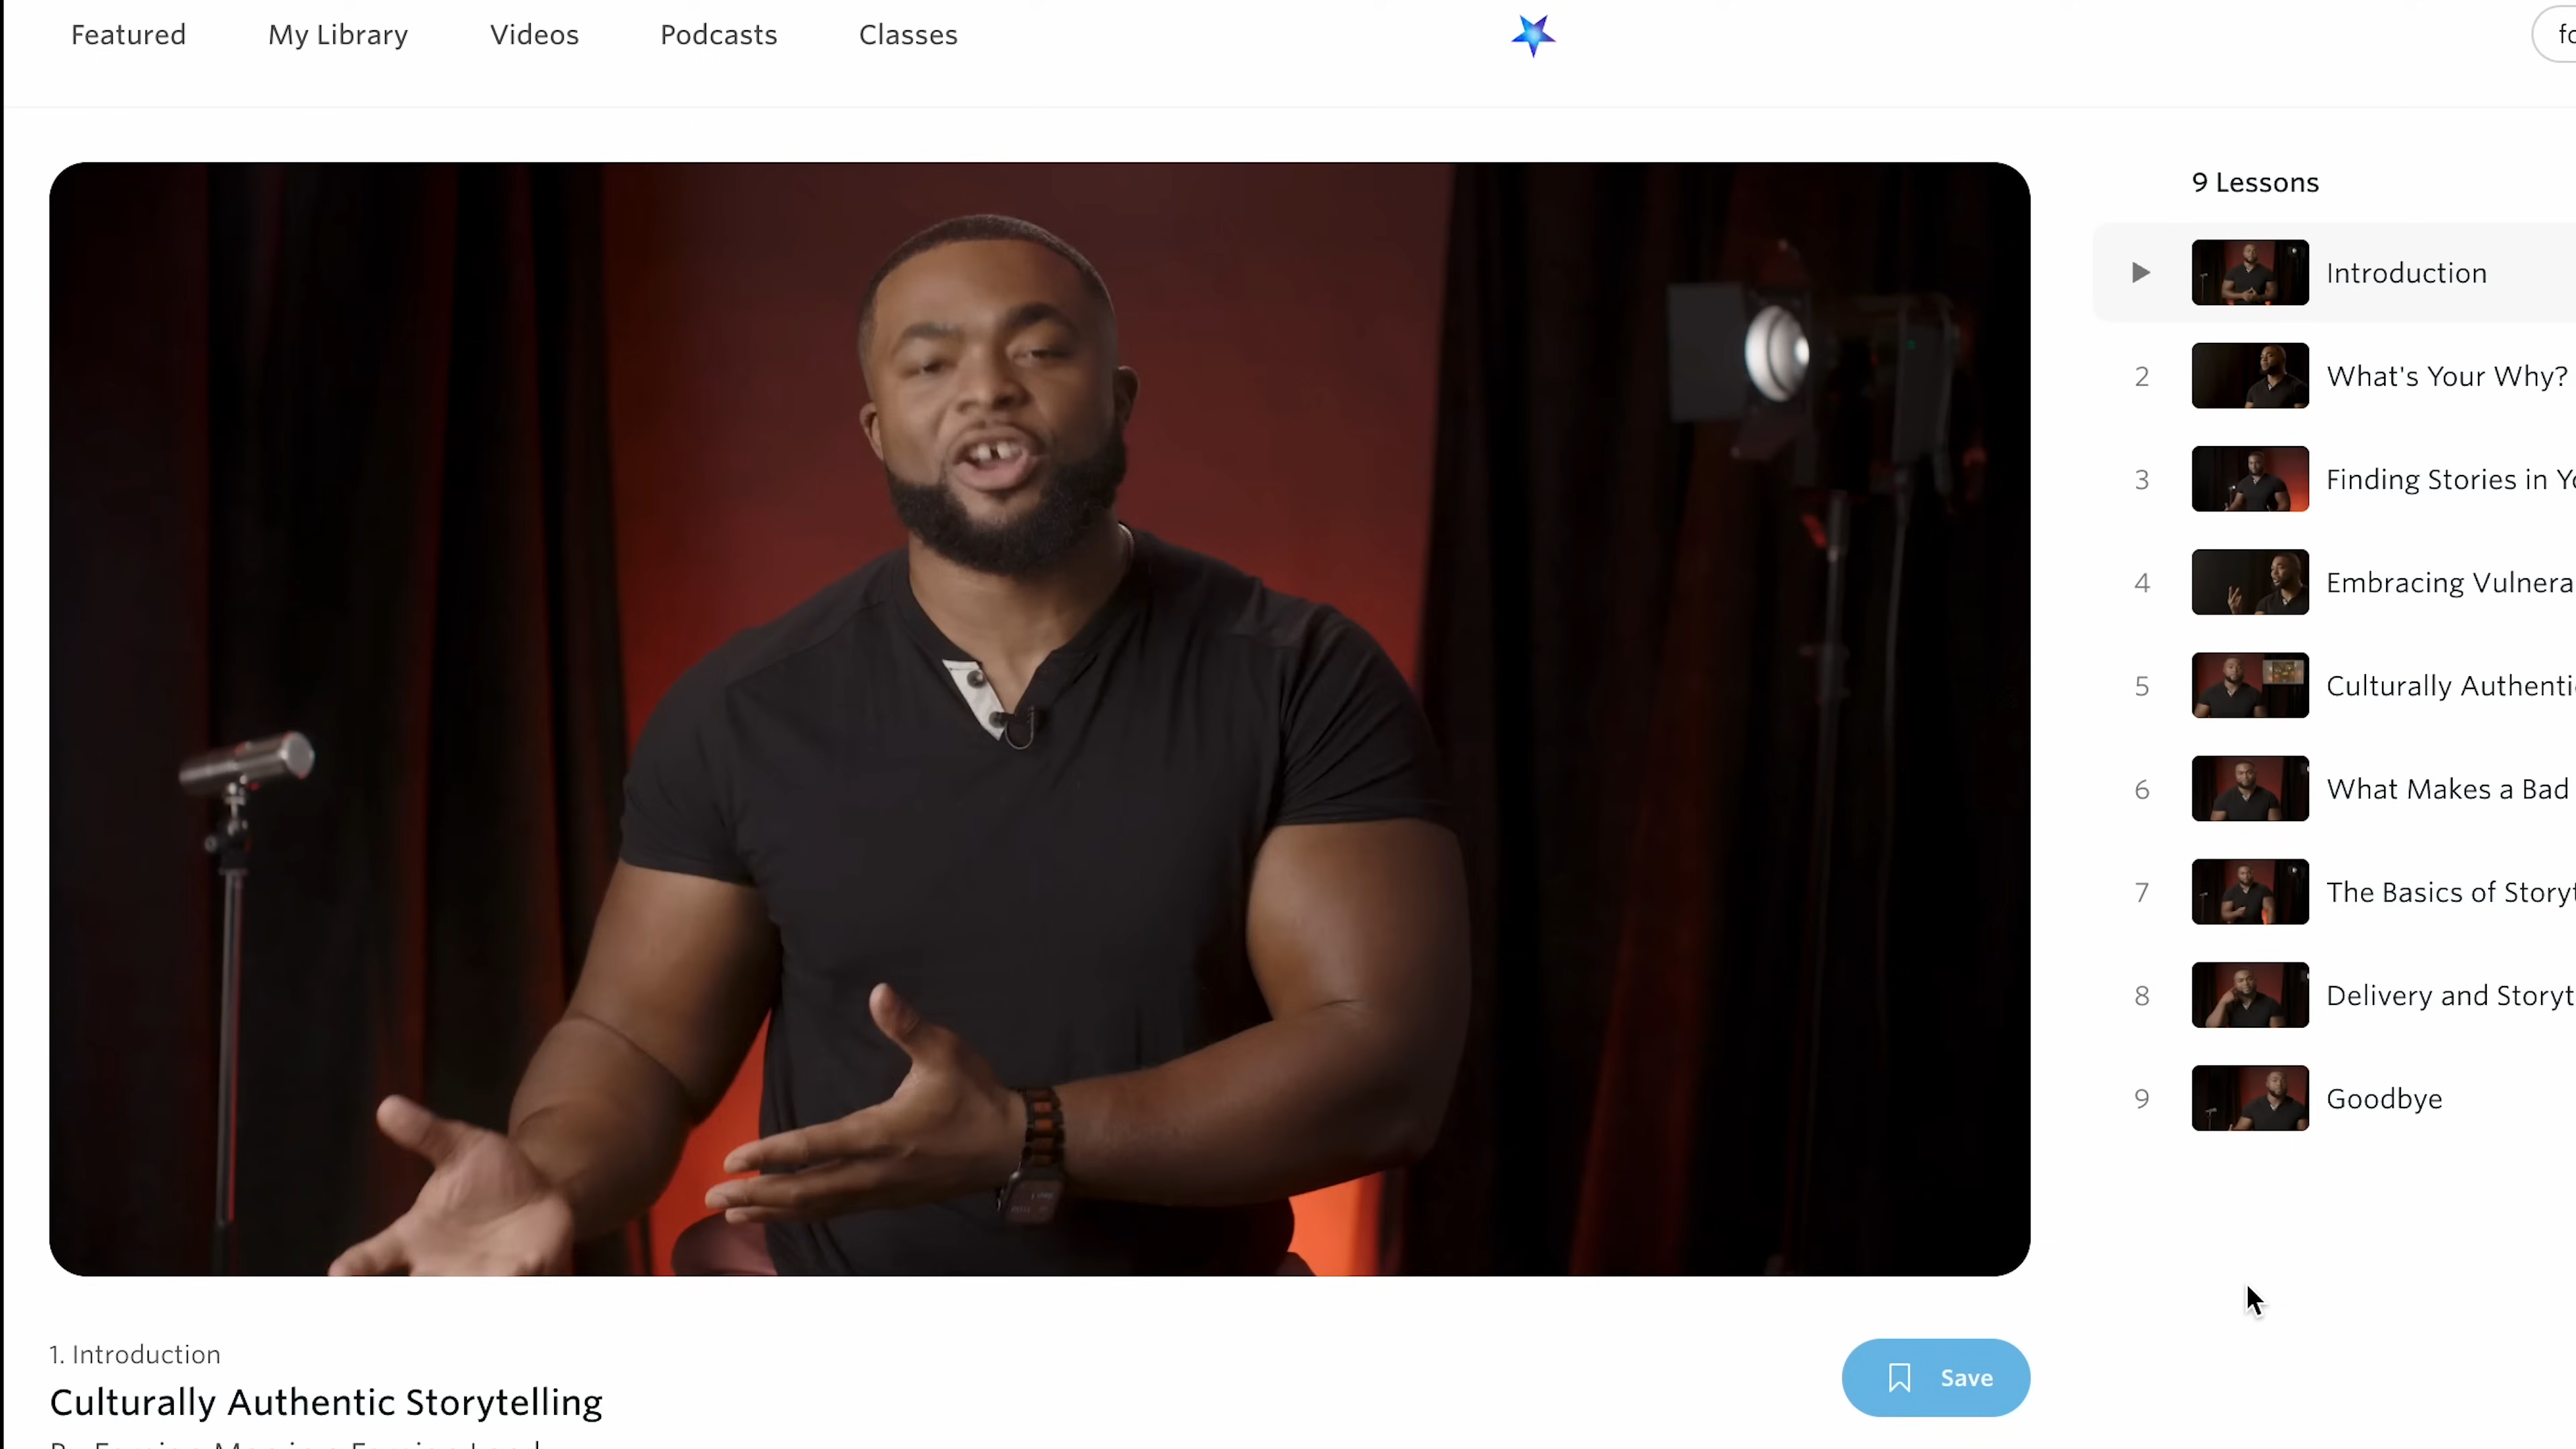 Featured My Library Videos Podcasts Classes
9 Lessons
Introduction
2 What's Your Why?
3 Finding Stories in
4 Embracing
5 Culturally
6 What Makes a Bad
7 The Basics of
8 Delivery and
9 Goodbye
1. Introduction
Save
Culturally Authentic Storytelling